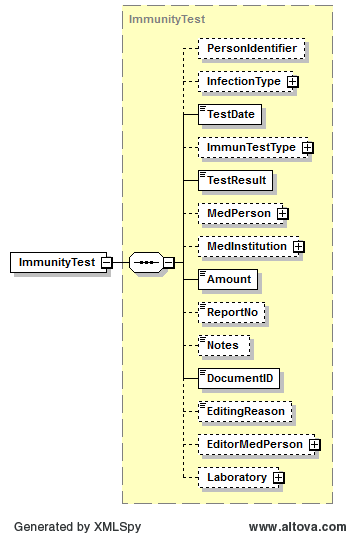 ImmunityTest
PersonIdentifier
InfectionType
TestDate
ImmunTestType
TestResult
MedPerson
MedInstitution
ImmunityTest
Amount
ReportNo
Notes
DocumentID
EditingReason
EditorMedPerson
Laboratory
Generated by XMLSpy www.altova.com